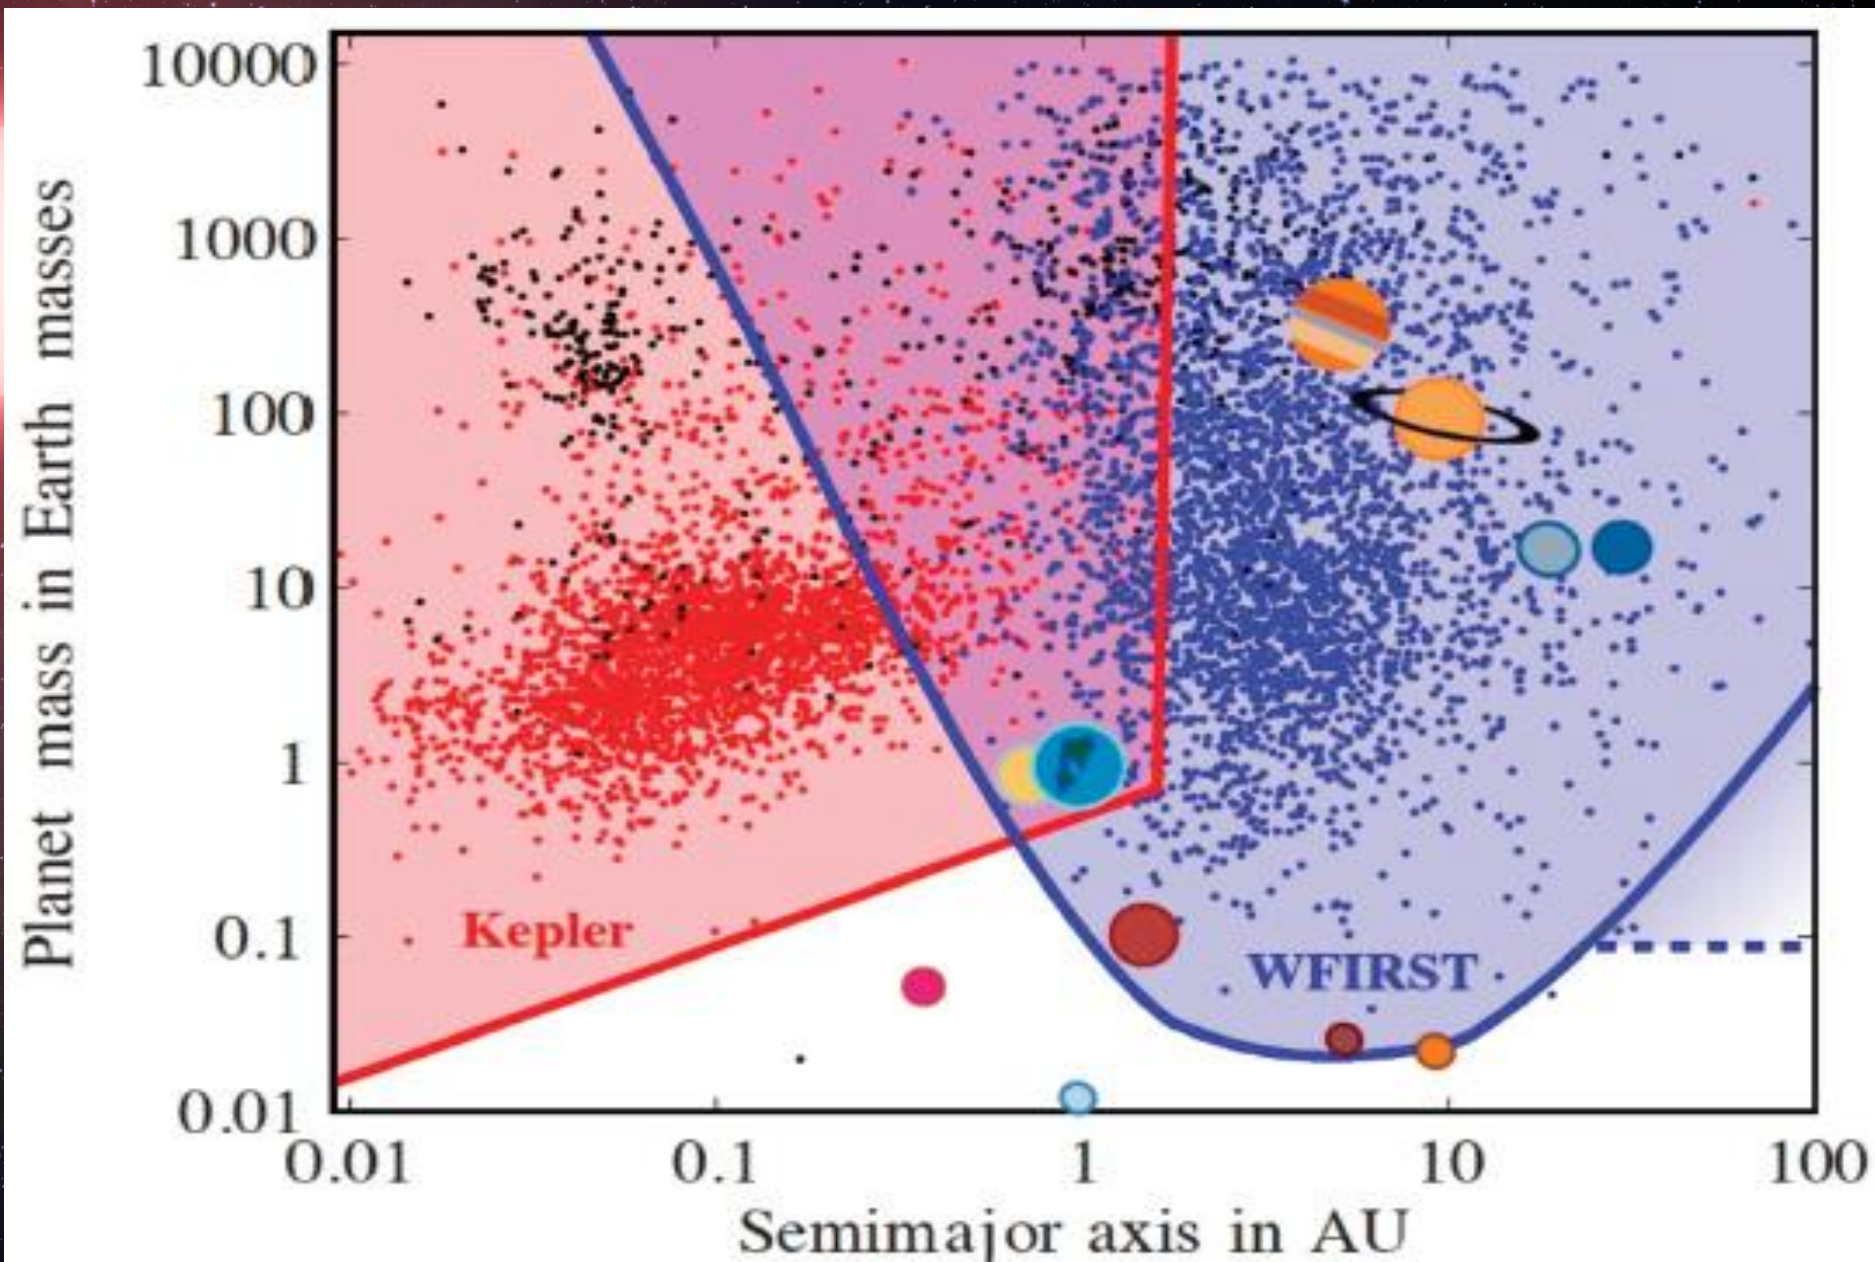 Planet mass in Earth masses
10000
1000
100
10
1
0.1
0.01
Kepler
WFIRST
0.01 0.1 1 10 100
Semimajor axis in AU